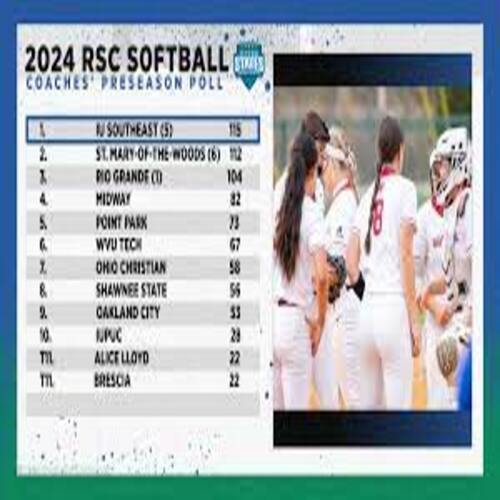 2024 RSC SOFTBALL
STATES
COACHES' PRESEASON POLL
1. IU SOUTHEAST (5) 115
2. ST. MARY-OF-THE-WOODS (6) 112
3. RIO GRANDE (1) 104
4. MIDWAY 82
5. POINT PARK 73
6. WVU TECH 67
7. OHIO CHRISTIAN 58
8. SHAWNEE STATE 56
9. OAKLAND CITY 53
10. IUPUC 28
T11. ALICE LLOYD 22
T11. BRESCIA 22